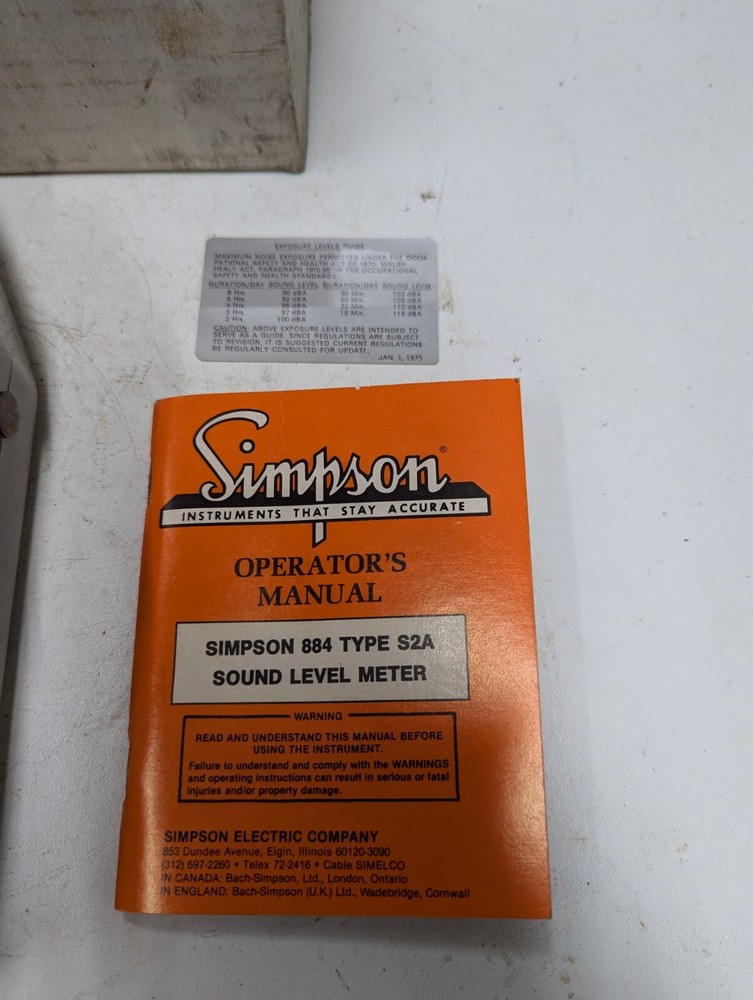 EXPOSURE LEVELS GUIDE
MAXIMUM NOISE EXPOSURE PERMITTED UNDER THE OCCU-
PATIONAL SAFETY AND HEALTH ACT OF 1970, WALSH
HEALY ACT, PARAGRAPH 1910.95 OF THE OCCUPATIONAL
SAFETY AND HEALTH STANDARDS.
DURATION/DAY SOUND LEVEL DURATION/DAY SOUND LEVEL
8 Hrs. 90 dBA 90 Min. 102 dBA
6 Hrs. 92 dBA 60 Min. 105 dBA
4 Hrs. 95 dBA 30 Min. 110 dBA
3 Hrs. 97 dBA 15 Min. 115 dBA
2 Hrs. 100 dBA
CAUTION: ABOVE EXPOSURE LEVELS ARE INTENDED TO
SERVE AS A GUIDE. SINCE REGULATIONS ARE SUBJECT
TO REVISION, IT IS SUGGESTED CURRENT REGULATIONS
BE REGULARLY CONSULTED FOR UPDATE.
JAN. 1, 1975
Simpson®
INSTRUMENTS THAT STAY ACCURATE
OPERATOR'S
MANUAL
SIMPSON 884 TYPE S2A
SOUND LEVEL METER
WARNING
READ AND UNDERSTAND THIS MANUAL BEFORE
USING THE INSTRUMENT.
Failure to understand and comply with the WARNINGS
and operating instructions can result in serious or fatal
injuries and/or property damage.
SIMPSON ELECTRIC COMPANY
853 Dundee Avenue, Elgin, Illinois 60120-3090
(312) 697-2260 • Telex 72-2416 • Cable SIMELCO
IN CANADA: Bach-Simpson, Ltd., London, Ontario
IN ENGLAND: Bach-Simpson (U.K.) Ltd., Wadebridge, Cornwall